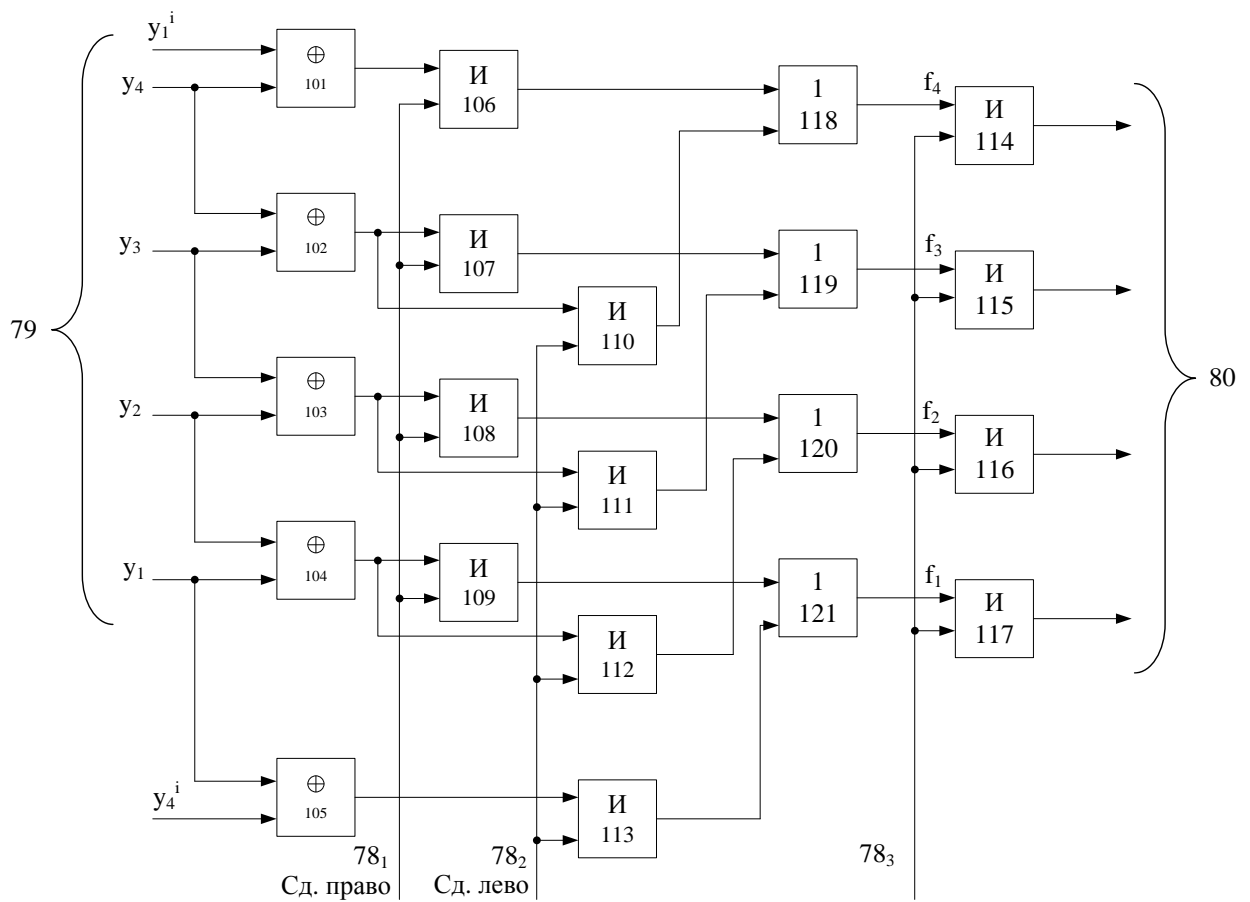 y₁ⁱ
⊕
101
y₄
И
106
1
118
f₄
И
114
⊕
102
y₃
И
107
1
119
f₃
И
115
И
110
79
80
⊕
103
y₂
И
108
1
120
f₂
И
116
И
111
⊕
104
y₁
И
109
1
121
f₁
И
117
И
112
⊕
105
y₄ⁱ
И
113
78₁
Сд. право
78₂
Сд. лево
78₃